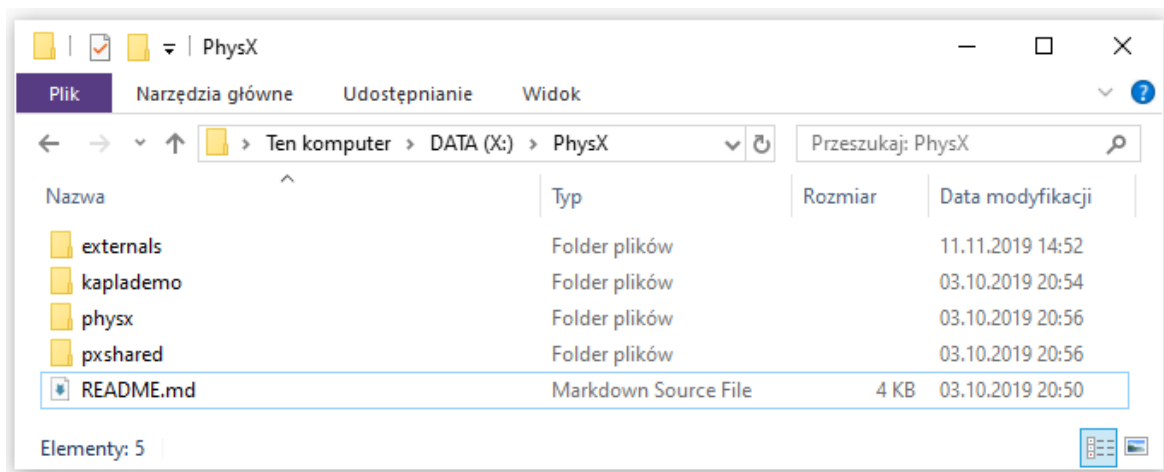 PhysX
Plik Narzędzia główne Udostępnianie Widok
Ten komputer > DATA (X:) > PhysX Przeszukaj: PhysX
Nazwa Typ Rozmiar Data modyfikacji
externals Folder plików 11.11.2019 14:52
kaplademo Folder plików 03.10.2019 20:54
physx Folder plików 03.10.2019 20:56
pxshared Folder plików 03.10.2019 20:56
README.md Markdown Source File 4 KB 03.10.2019 20:50
Elementy: 5